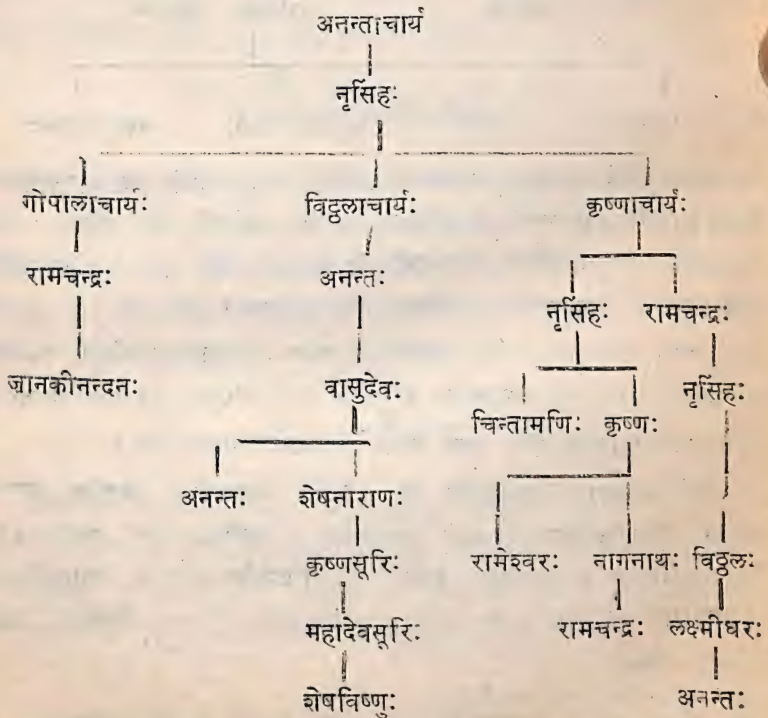 अनन्ताचार्य
नृसिंहः
गोपालाचार्यः विट्ठलाचार्यः कृष्णाचार्यः
रामचन्द्रः अनन्तः
नृसिंहः रामचन्द्रः
जानकीनन्दनः वासुदेवः नृसिंहः
चिन्तामणिः कृष्णः
अनन्तः शेषनाराणः
कृष्णसूरिः रामेश्वरः नागनाथः विठ्ठलः
महादेवसूरिः रामचन्द्रः लक्ष्मीधरः
शेषविष्णुः अनन्तः